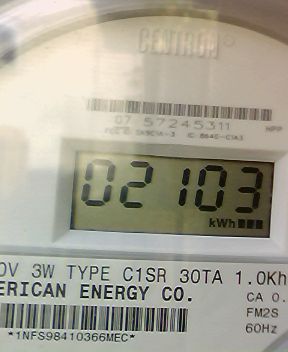 CENTRON
07 57245311 HPP
02103
kWh
0V 3W TYPE C1SR 30TA 1.0Kh
ERICAN ENERGY CO.
CA 0.
FM2S
60Hz
*1NFS98410366MEC*